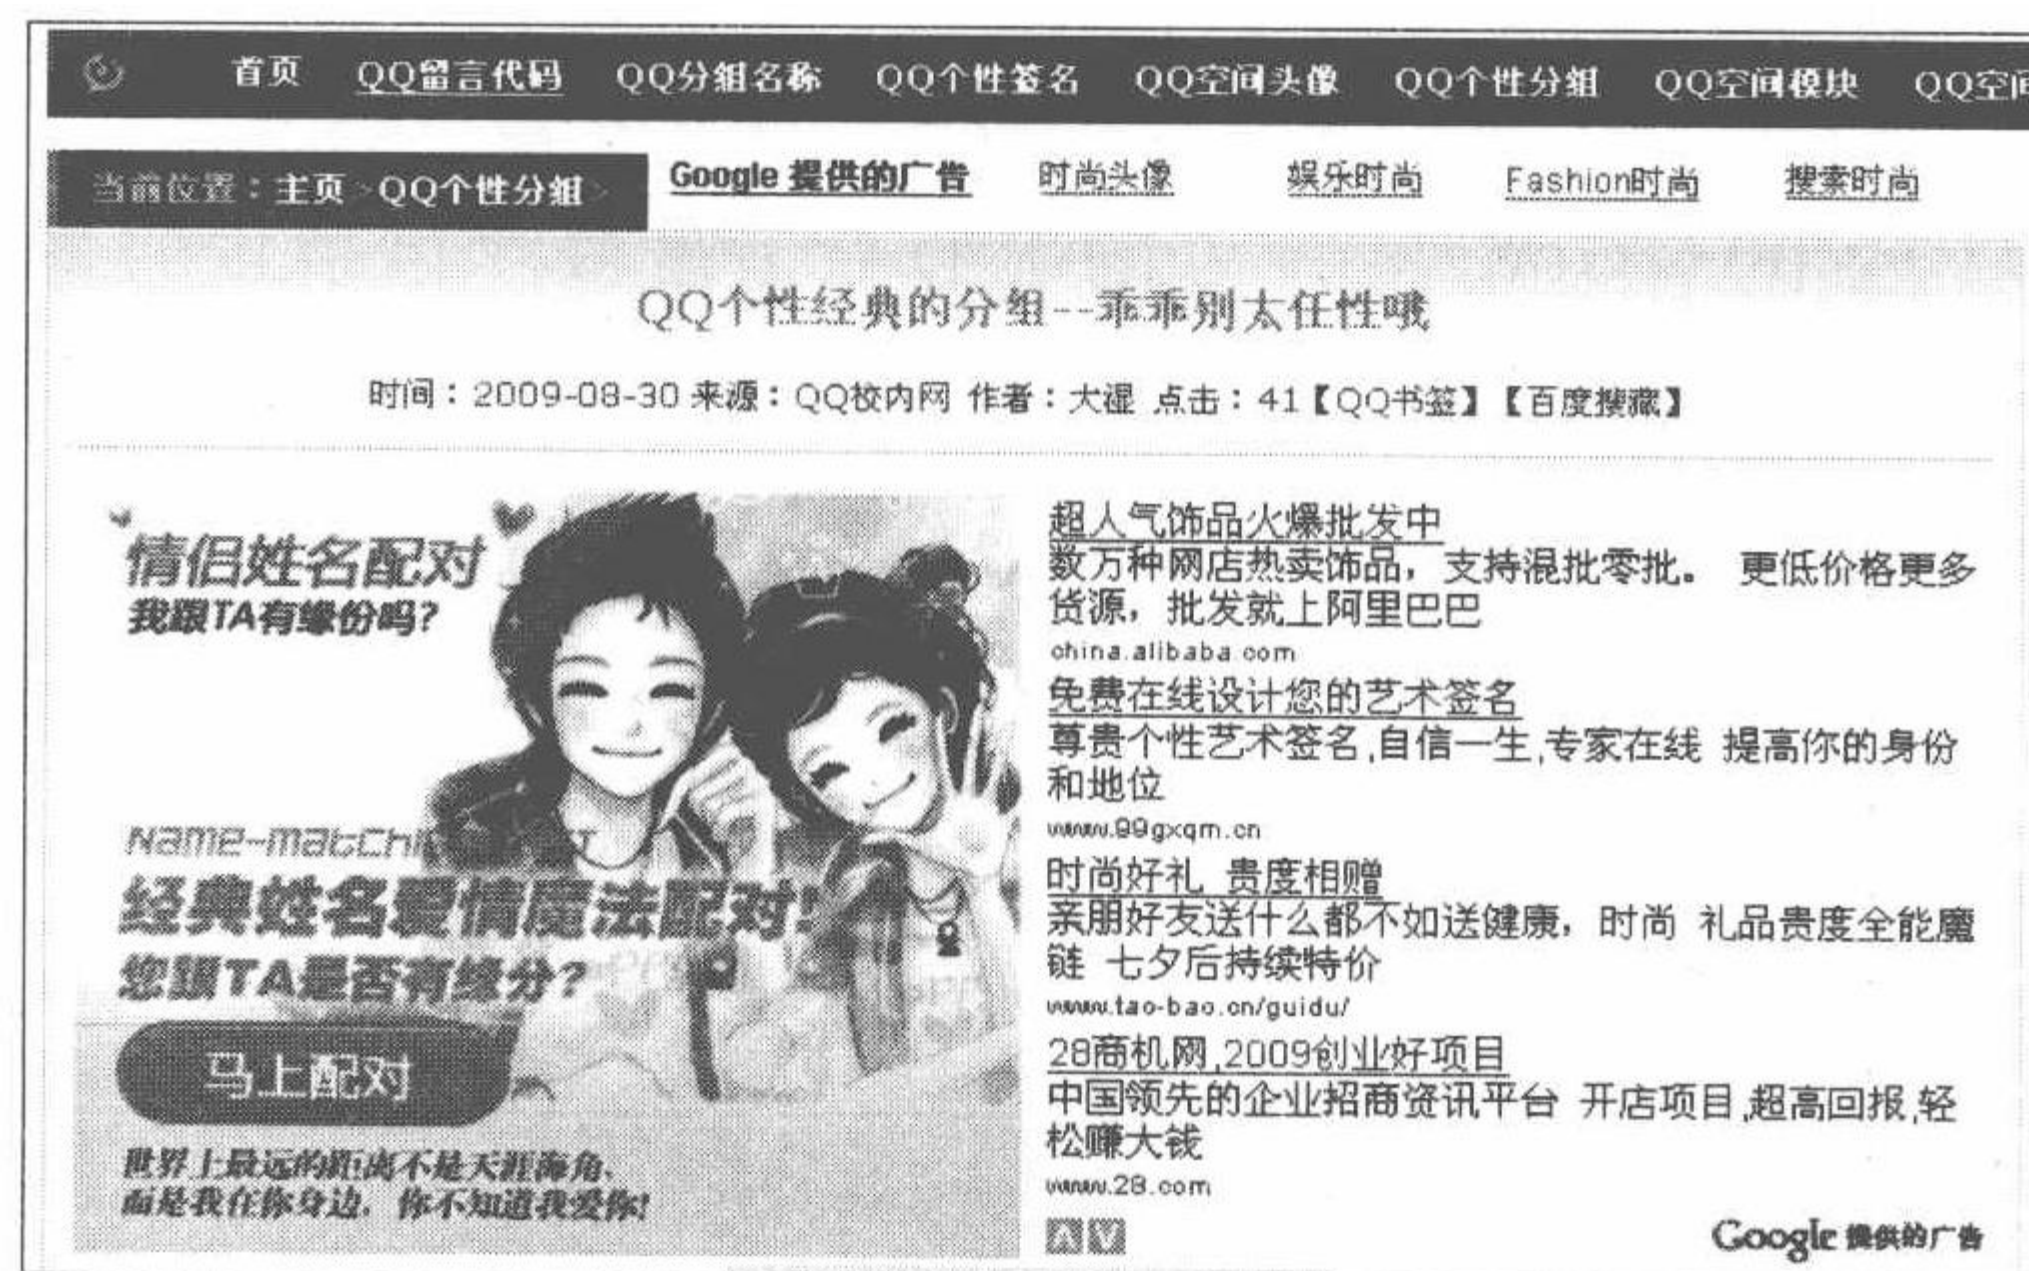 首页 QQ留言代码 QQ分组名称 QQ个性签名 QQ空间头像 QQ个性分组 QQ空间模块 QQ空间
当前位置：主页>QQ个性分组>
Google 提供的广告 时尚头像 娱乐时尚 Fashion时尚 搜索时尚
QQ个性经典的分组--乖乖别太任性哦
时间：2009-08-30 来源：QQ校内网 作者：大湿 点击：41【QQ书签】【百度搜藏】
情侣姓名配对
我跟TA有缘份吗?
经典姓名爱情魔法配对!
您跟TA是否有缘分?
马上配对
世界上最远的距离不是天涯海角、
而是我在你身边，你不知道我爱你!
超人气饰品火爆批发中
数万种网店热卖饰品，支持混批零批。 更低价格更多
货源，批发就上阿里巴巴
china.alibaba.com
免费在线设计您的艺术签名
尊贵个性艺术签名,自信一生,专家在线 提高你的身份
和地位
www.99gxqm.cn
时尚好礼 贵度相赠
亲朋好友送什么都不如送健康，时尚 礼品贵度全能魔
链 七夕后持续特价
www.tao-bao.cn/guidu/
28商机网,2009创业好项目
中国领先的企业招商资讯平台 开店项目,超高回报,轻
松赚大钱
www.28.com
Google 提供的广告